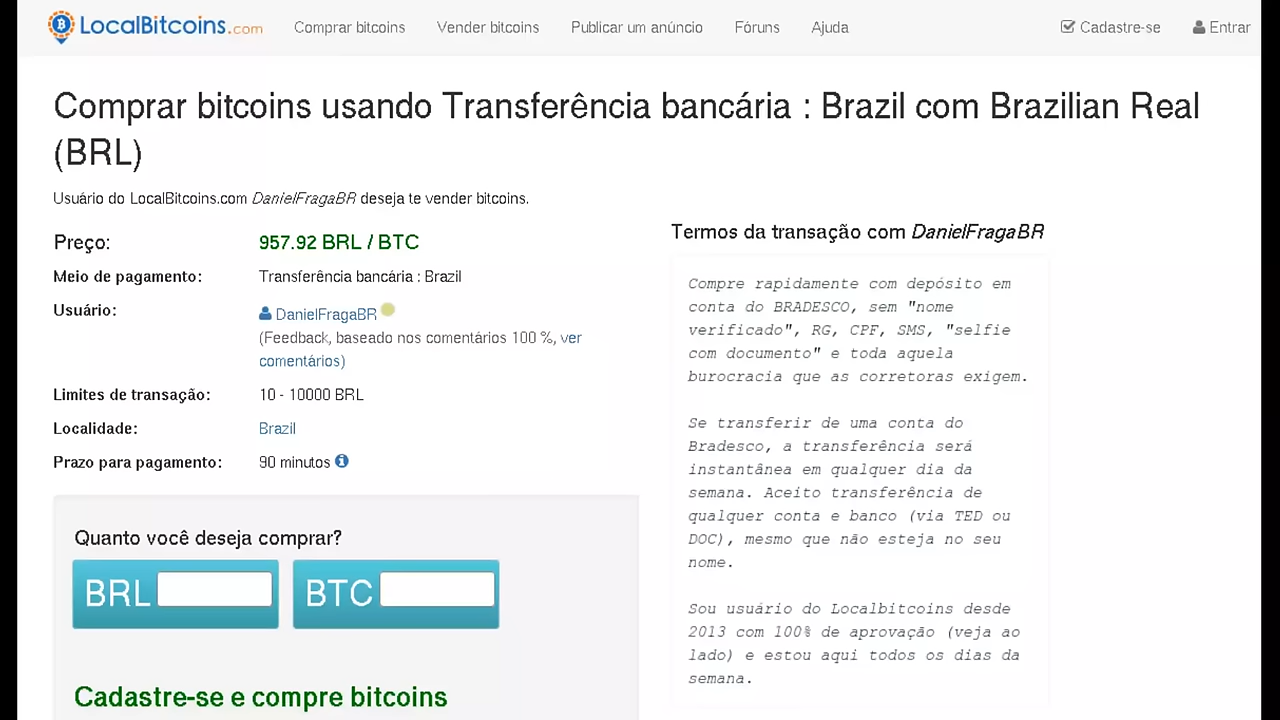 LocalBitcoins.com Comprar bitcoins Vender bitcoins Publicar um anúncio Fóruns Ajuda Cadastre-se Entrar
Comprar bitcoins usando Transferência bancária : Brazil com Brazilian Real
(BRL)
Usuário do LocalBitcoins.com DanielFragaBR deseja te vender bitcoins.
Preço: 957.92 BRL / BTC
Meio de pagamento: Transferência bancária : Brazil
Usuário: DanielFragaBR
(Feedback, baseado nos comentários 100 %, ver
comentários)
Limites de transação: 10 - 10000 BRL
Localidade: Brazil
Prazo para pagamento: 90 minutos
Quanto você deseja comprar?
BRL BTC
Cadastre-se e compre bitcoins
Termos da transação com DanielFragaBR
Compre rapidamente com depósito em
conta do BRADESCO, sem "nome
verificado", RG, CPF, SMS, "selfie
com documento" e toda aquela
burocracia que as corretoras exigem.
Se transferir de uma conta do
Bradesco, a transferência será
instantânea em qualquer dia da
semana. Aceito transferência de
qualquer conta e banco (via TED ou
DOC), mesmo que não esteja no seu
nome.
Sou usuário do Localbitcoins desde
2013 com 100% de aprovação (veja ao
lado) e estou aqui todos os dias da
semana.